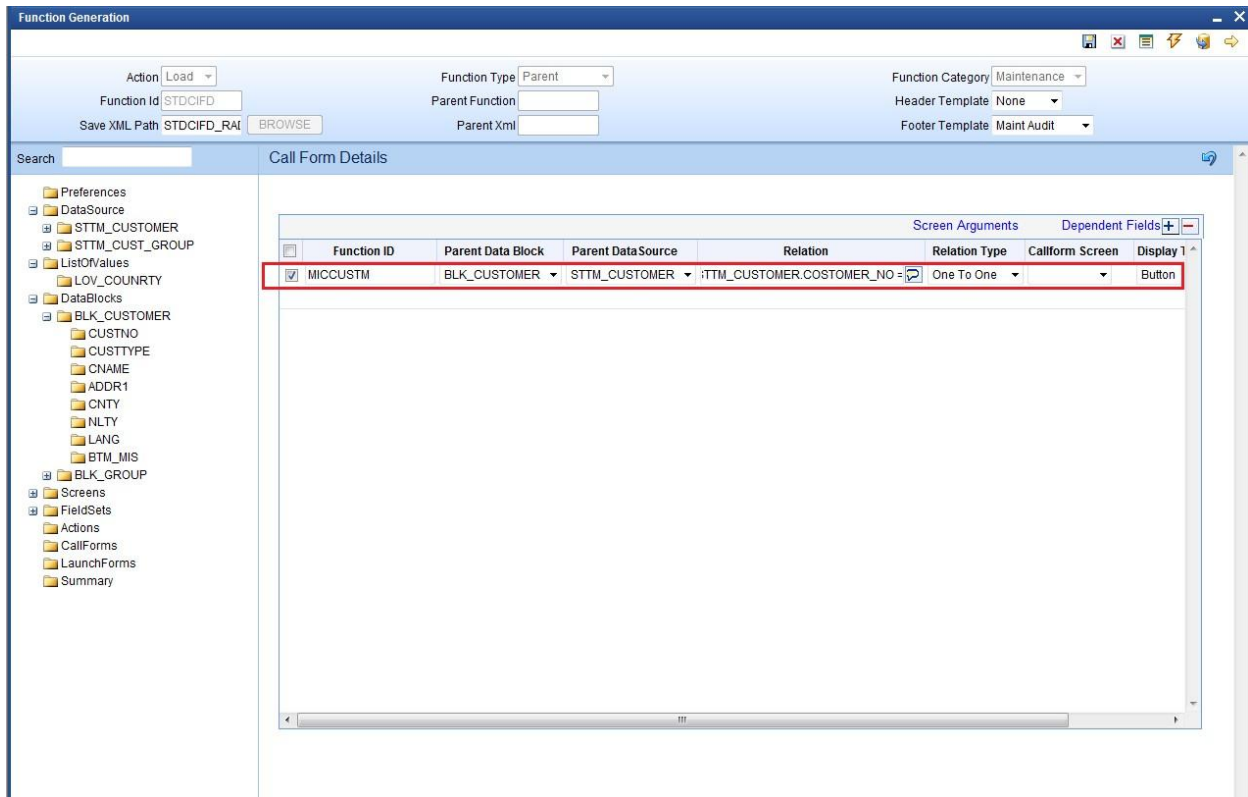 Function Generation
Action Load Function Type Parent Function Category Maintenance
Function Id STDCIFD Parent Function Header Template None
Save XML Path STDCIFD_RAD BROWSE Parent Xml Footer Template Maint Audit
Search Call Form Details
Preferences
DataSource
STTM_CUSTOMER
STTM_CUST_GROUP
ListOfValues
LOV_COUNRTY
DataBlocks
BLK_CUSTOMER
CUSTNO
CUSTTYPE
CNAME
ADDR1
CNTY
NLTY
LANG
BTM_MIS
BLK_GROUP
Screens
FieldSets
Actions
CallForms
LaunchForms
Summary
Screen Arguments Dependent Fields
Function ID Parent Data Block Parent DataSource Relation Relation Type Callform Screen Display T
MICCUSTM BLK_CUSTOMER STTM_CUSTOMER STTM_CUSTOMER.COSTOMER_NO = One To One Button